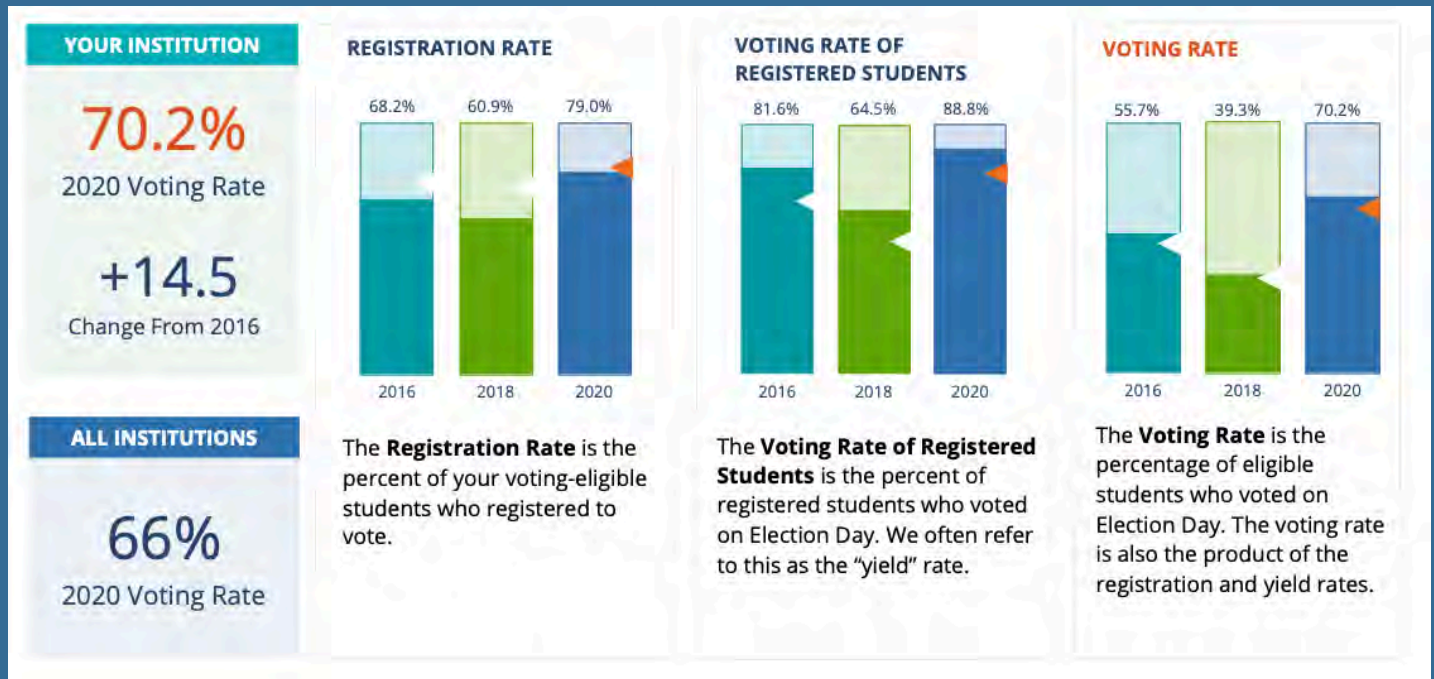 YOUR INSTITUTION
70.2%
2020 Voting Rate
+14.5
Change From 2016
ALL INSTITUTIONS
66%
2020 Voting Rate
REGISTRATION RATE
68.2% 60.9% 79.0%
2016 2018 2020
The Registration Rate is the
percent of your voting-eligible
students who registered to
vote.
VOTING RATE OF
REGISTERED STUDENTS
81.6% 64.5% 88.8%
2016 2018 2020
The Voting Rate of Registered
Students is the percent of
registered students who voted
on Election Day. We often refer
to this as the “yield” rate.
VOTING RATE
55.7% 39.3% 70.2%
2016 2018 2020
The Voting Rate is the
percentage of eligible
students who voted on
Election Day. The voting rate
is also the product of the
registration and yield rates.